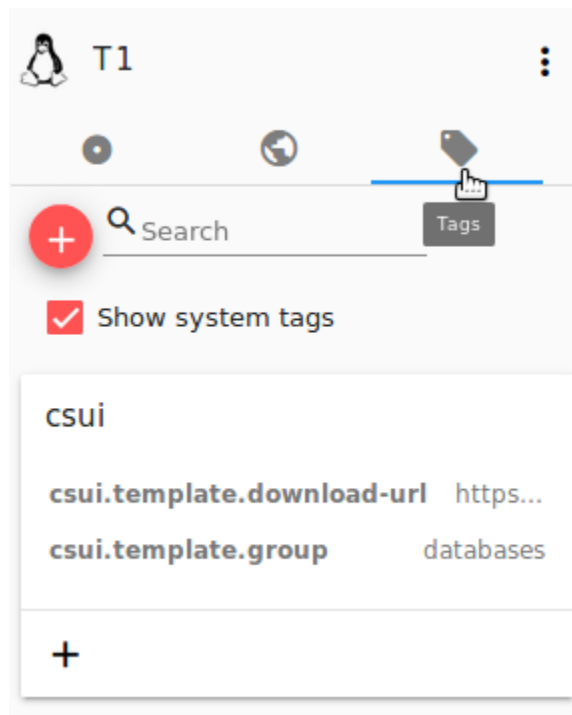 T1
Search
Tags
Show system tags
csui
csui.template.download-url https...
csui.template.group databases